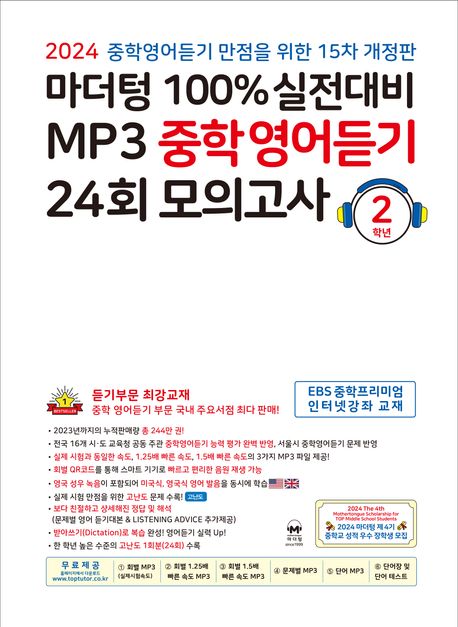 2024 중학영어듣기 만점을 위한 15차 개정판
마더텅 100% 실전대비
MP3 중학영어듣기
24회 모의고사
2
학년
1
BESTSELLER
듣기부문 최강교재
중학 영어듣기 부문 국내 주요서점 최다 판매!
EBS 중학프리미엄
인터넷강좌 교재
• 2023년까지의 누적판매량 총 244만 권!
• 전국 16개 시·도 교육청 공동 주관 중학영어듣기 능력 평가 완벽 반영, 서울시 중학영어듣기 문제 반영
• 실제 시험과 동일한 속도, 1.25배 빠른 속도, 1.5배 빠른 속도의 3가지 MP3 파일 제공!
• 회별 QR코드를 통해 스마트 기기로 빠르고 편리한 음원 재생 가능
• 영국 성우 녹음이 포함되어 미국식, 영국식 영어 발음을 동시에 학습
• 실제 시험 만점을 위한 고난도 문제 수록! 고난도
• 보다 친절하고 상세해진 정답 및 해석
(문제별 영어 듣기대본 & LISTENING ADVICE 추가제공)
• 받아쓰기(Dictation)로 복습 완성! 영어듣기 실력 Up!
• 한 학년 높은 수준의 고난도 1회분(24회) 수록
M
마더텅
since1999
2024 The 4th
Mothertongue Scholarship for
TOP Middle School Students
2024 마더텅 제4기
중학교 성적 우수 장학생 모집
무료제공
홈페이지에서 다운로드
www.toptutor.co.kr
① 회별 MP3
(실제시험속도)
② 회별 1.25배
빠른 속도 MP3
③ 회별 1.5배
빠른 속도 MP3
④ 문제별 MP3
⑤ 단어 MP3
⑥ 단어장 및
단어 테스트